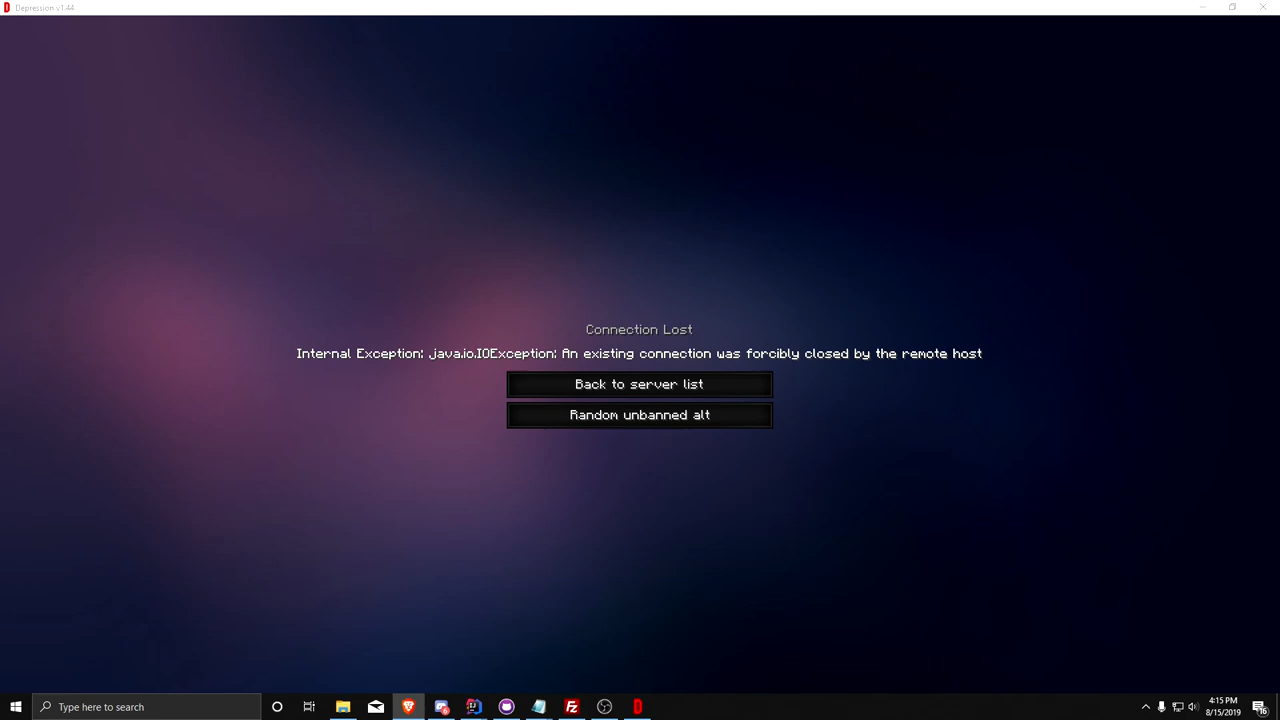 Depression v1.44
Connection Lost
Internal Exception: java.io.IOException: An existing connection was forcibly closed by the remote host
Back to server list
Random unbanned alt
Type here to search
4:15 PM
8/15/2019